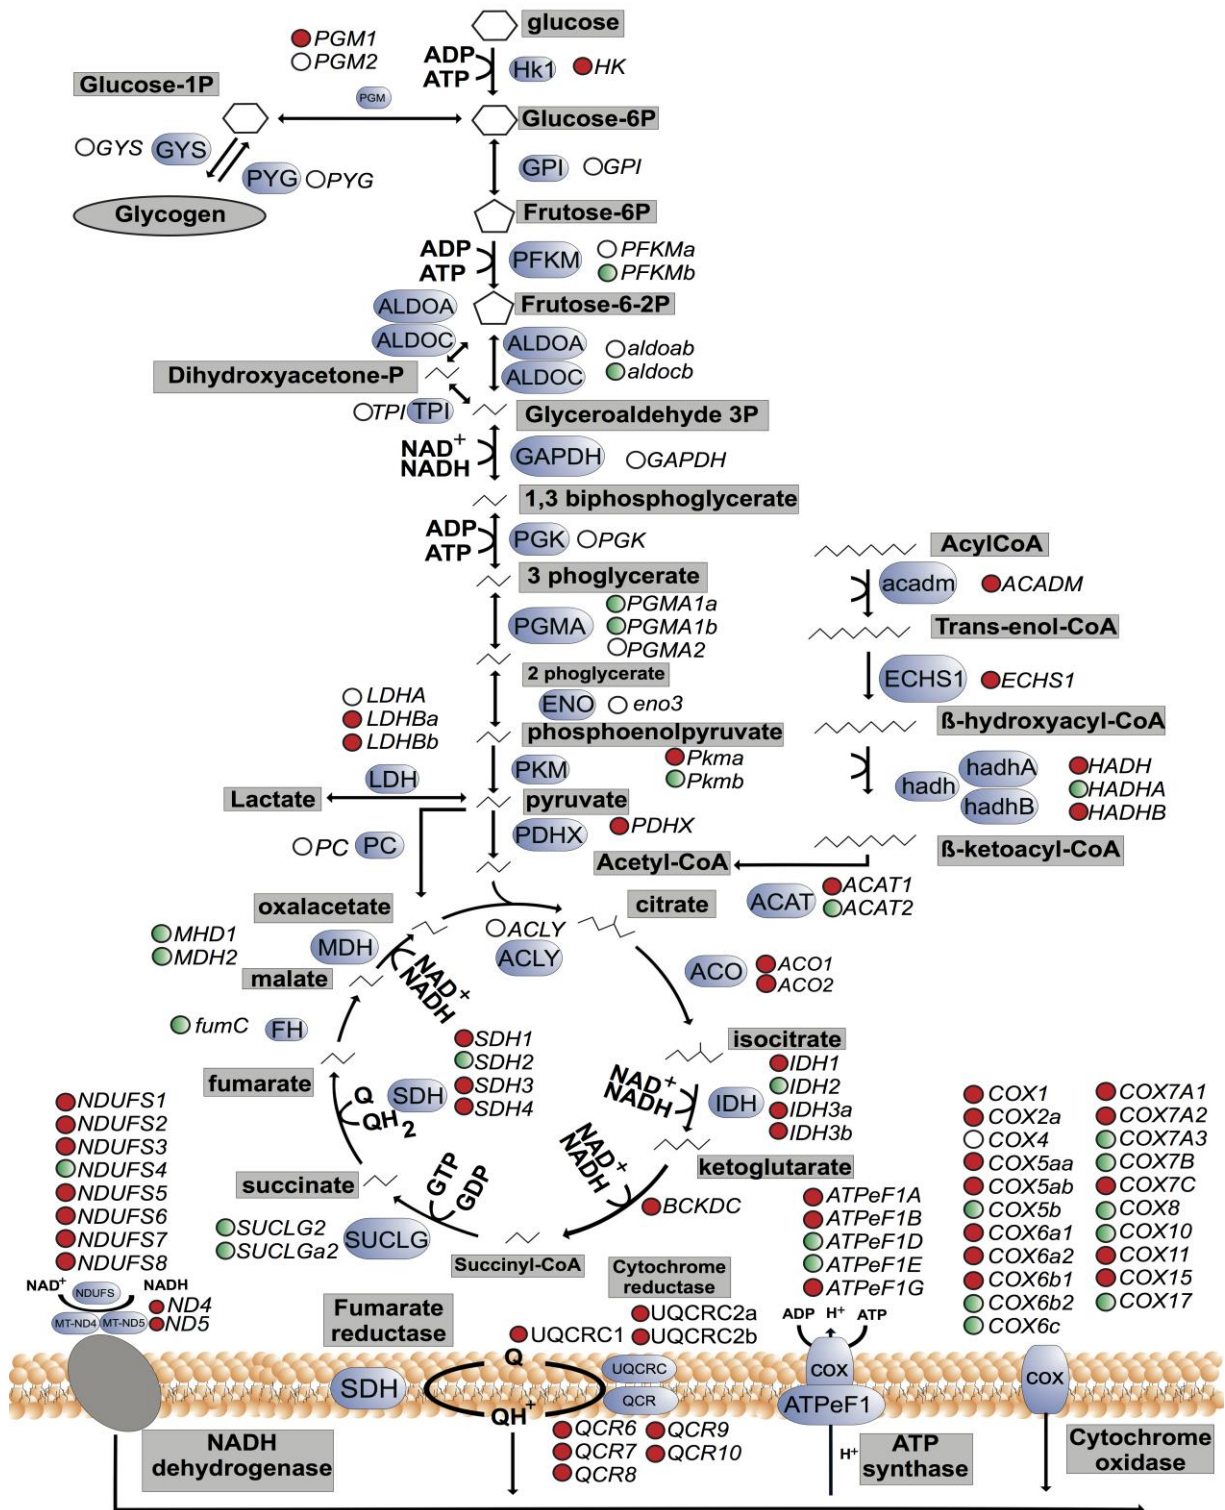 glucose
PGM1
PGM2
ADP
ATP
Hk1
HK
Glucose-1P
PGM
Glucose-6P
GYS
GYS
PYG
PYG
GPI
GPI
Glycogen
Frutose-6P
ADP
ATP
PFKM
PFKMa
PFKMb
ALDOA
Frutose-6-2P
ALDOC
ALDOA
ALDOC
aldoab
aldocb
Dihydroxyacetone-P
TPI
TPI
Glyceroaldehyde 3P
NAD+
NADH
GAPDH
GAPDH
1,3 biphosphoglycerate
ADP
ATP
PGK
PGK
3 phoglycerate
PGMA
PGMA1a
PGMA1b
PGMA2
2 phoglycerate
ENO
eno3
phosphoenolpyruvate
LDHA
LDHBa
LDHBb
LDH
PKM
Pkma
Pkmb
Lactate
pyruvate
PC
PC
PDHX
PDHX
AcylCoA
acadm
ACADM
Trans-enol-CoA
ECHS1
ECHS1
ß-hydroxyacyl-CoA
hadh
hadhA
hadhB
HADH
HADHA
HADHB
ß-ketoacyl-CoA
Acetyl-CoA
ACAT
ACAT1
ACAT2
oxalacetate
citrate
MHD1
MDH2
MDH
ACLY
ACLY
ACO
ACO1
ACO2
malate
NAD+
NADH
fumC
FH
isocitrate
fumarate
SDH1
SDH2
SDH3
SDH4
SDH
Q
QH2
NAD+
NADH
IDH
IDH1
IDH2
IDH3a
IDH3b
ketoglutarate
NAD+
NADH
BCKDC
succinate
GTP
GDP
SUCLG2
SUCLGa2
SUCLG
Succinyl-CoA
NDUFS1
NDUFS2
NDUFS3
NDUFS4
NDUFS5
NDUFS6
NDUFS7
NDUFS8
NAD+
NADH
NDUFS
MT-ND4
MT-ND5
ND4
ND5
Fumarate
reductase
SDH
Cytochrome
reductase
UQCRC1
UQCRC2a
UQCRC2b
Q
QH+
UQCRC
QCR
QCR6
QCR7
QCR8
QCR9
QCR10
ATPeF1A
ATPeF1B
ATPeF1D
ATPeF1E
ATPeF1G
ADP
H+
ATP
COX
ATPeF1
H+
COX1
COX2a
COX4
COX5aa
COX5ab
COX5b
COX6a1
COX6a2
COX6b1
COX6b2
COX6c
COX7A1
COX7A2
COX7A3
COX7B
COX7C
COX8
COX10
COX11
COX15
COX17
COX
NADH
dehydrogenase
ATP
synthase
Cytochrome
oxidase